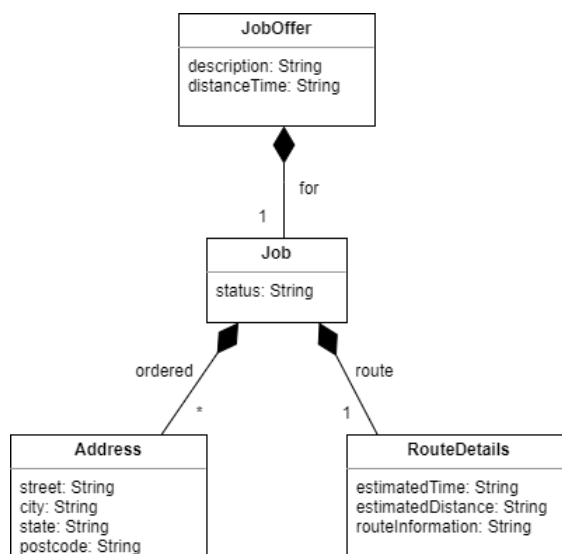 JobOffer
description: String
distanceTime: String
for
1
Job
status: String
ordered
route
*
1
Address
street: String
city: String
state: String
postcode: String
RouteDetails
estimatedTime: String
estimatedDistance: String
routeInformation: String